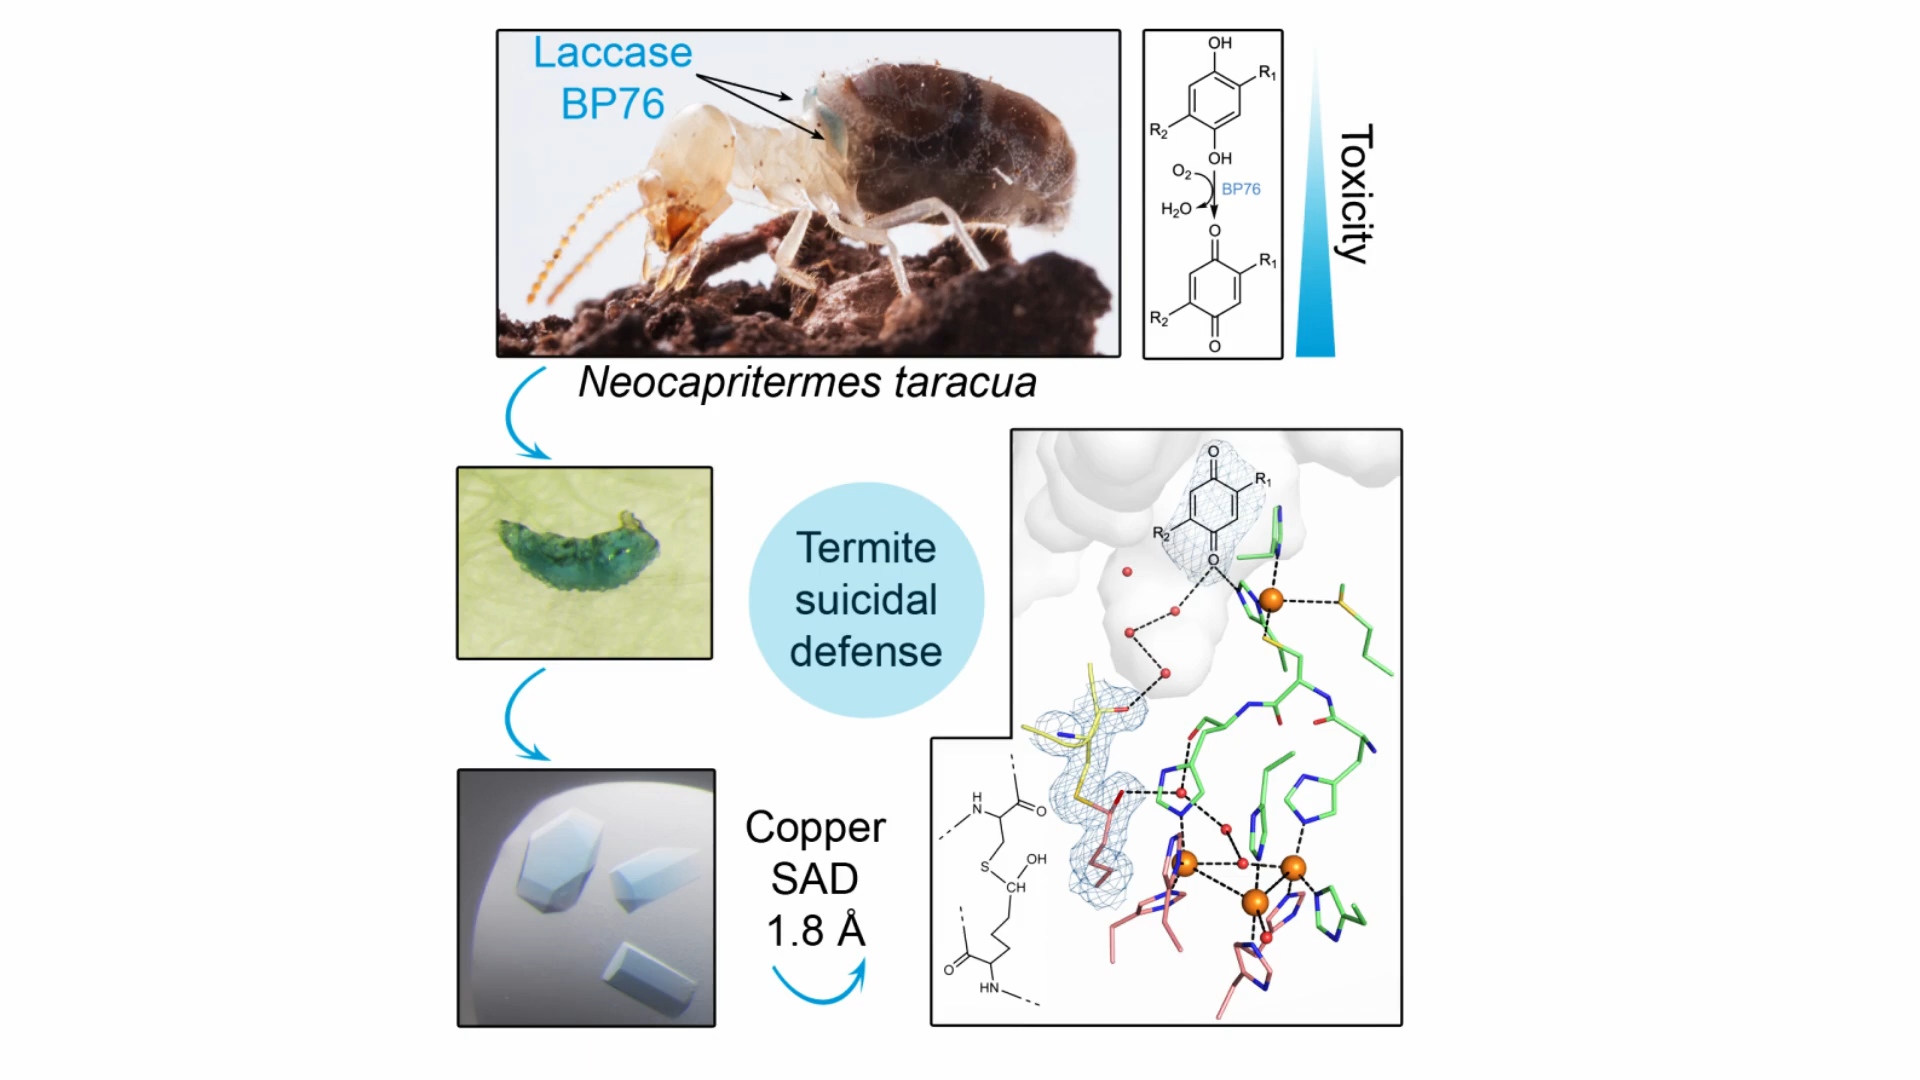 Laccase
BP76
OH
R1
R2
OH
O2
BP76
H2O
O
R1
R2
O
Toxicity
Neocapritermes taracua
O
R1
R2
O
Termite
suicidal
defense
Copper
SAD
1.8 Å
H
N
O
S
OH
CH
O
HN